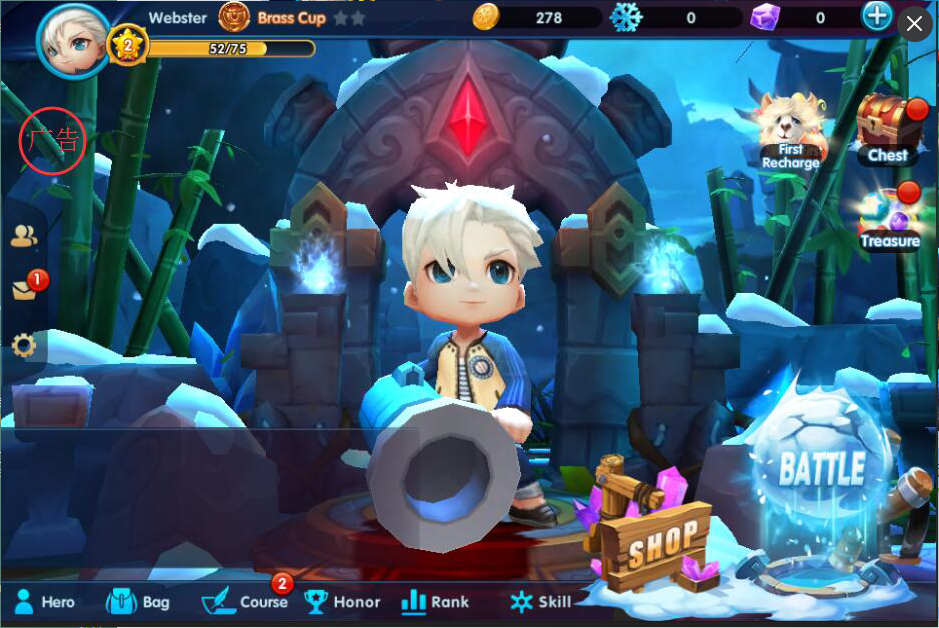 Webster
Brass Cup
278
0
0
2
52/75
广告
First
Recharge
Chest
Treasure
1
BATTLE
SHOP
2
Hero
Bag
Course
Honor
Rank
Skill